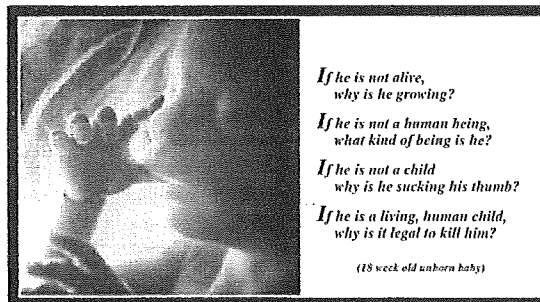 If he is not alive,
why is he growing?
If he is not a human being,
what kind of being is he?
If he is not a child
why is he sucking his thumb?
If he is a living, human child,
why is it legal to kill him?
(18 week old unborn baby)